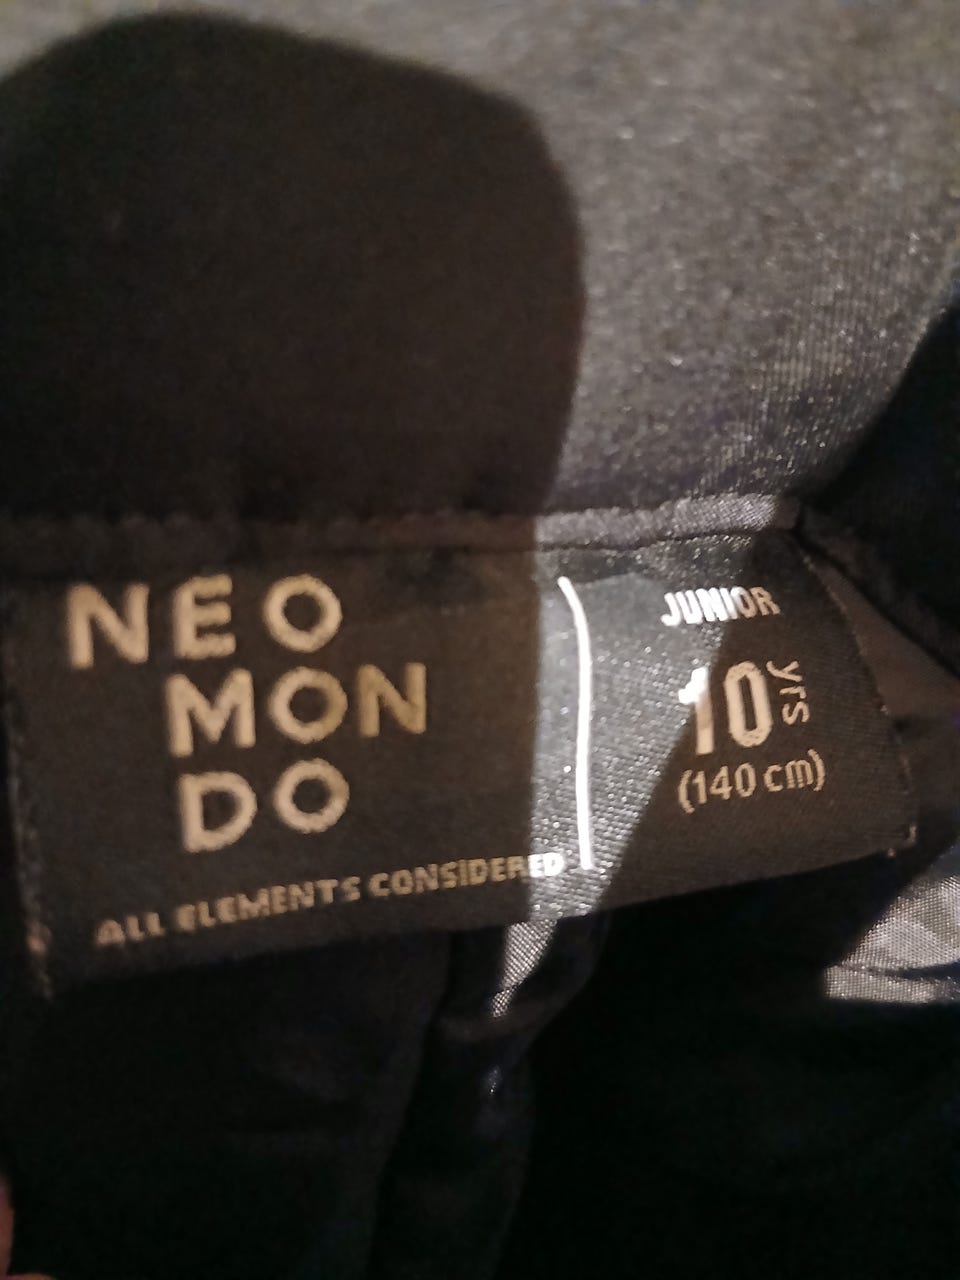 NEO
MON
DO
ALL ELEMENTS CONSIDERED
JUNIOR
10 yrs
(140 cm)